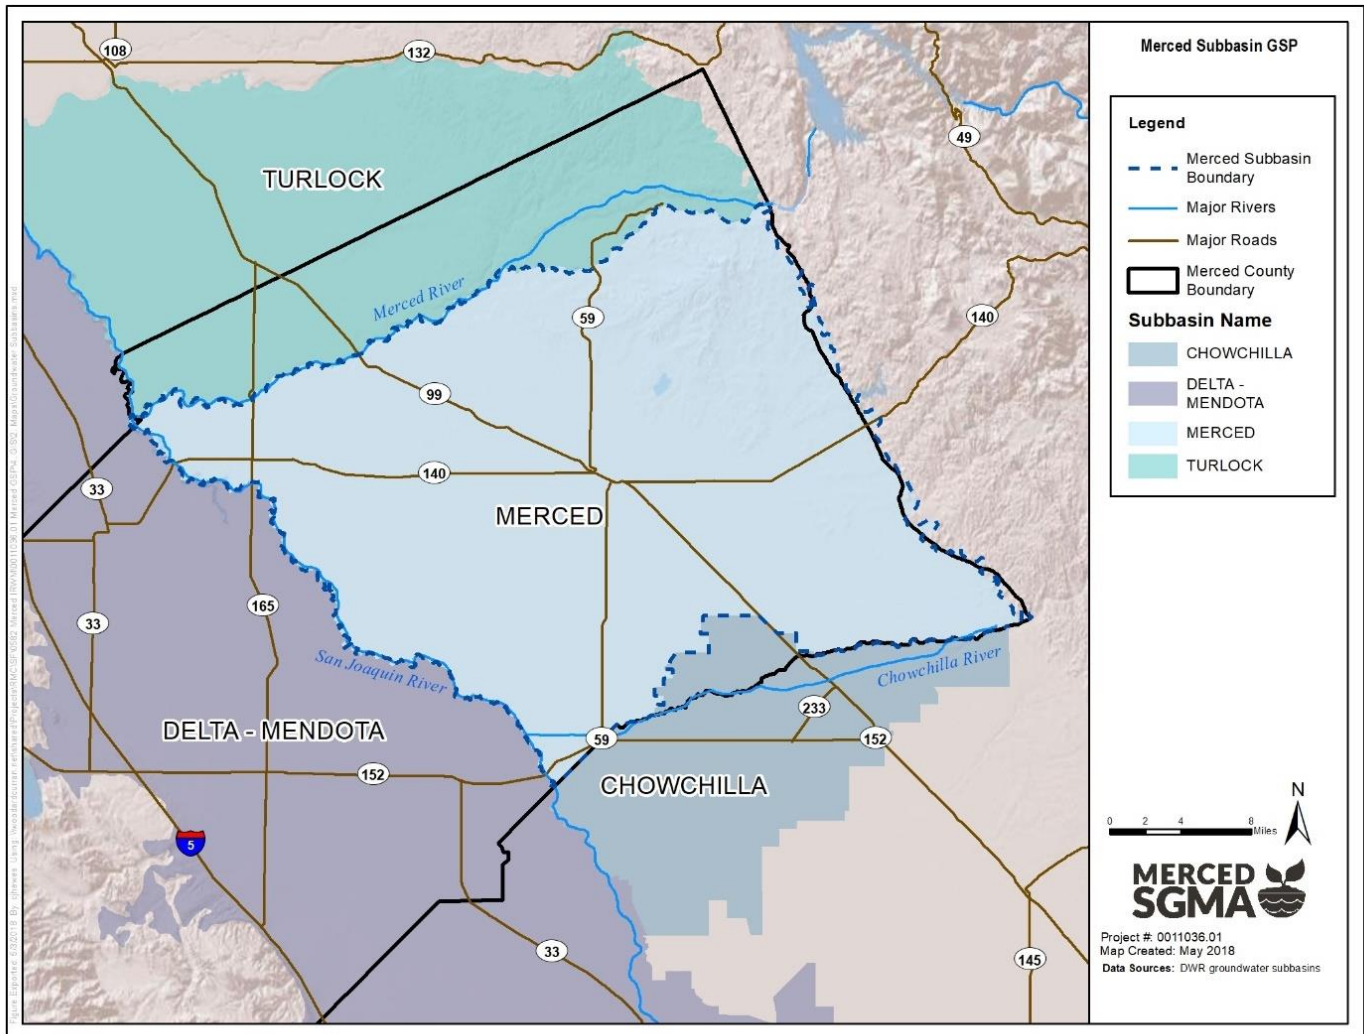 Merced Subbasin GSP
Legend
Merced Subbasin
Boundary
Major Rivers
Major Roads
Merced County
Boundary
Subbasin Name
CHOWCHILLA
DELTA -
MENDOTA
MERCED
TURLOCK
108
132
49
TURLOCK
Merced River
59
140
99
33
140
MERCED
165
33
San Joaquin River
Chowchilla River
233
DELTA - MENDOTA
59
152
152
CHOWCHILLA
5
33
145
N
0 2 4 8
Miles
MERCED
SGMA
Project #: 0011036.01
Map Created: May 2018
Data Sources: DWR groundwater subbasins